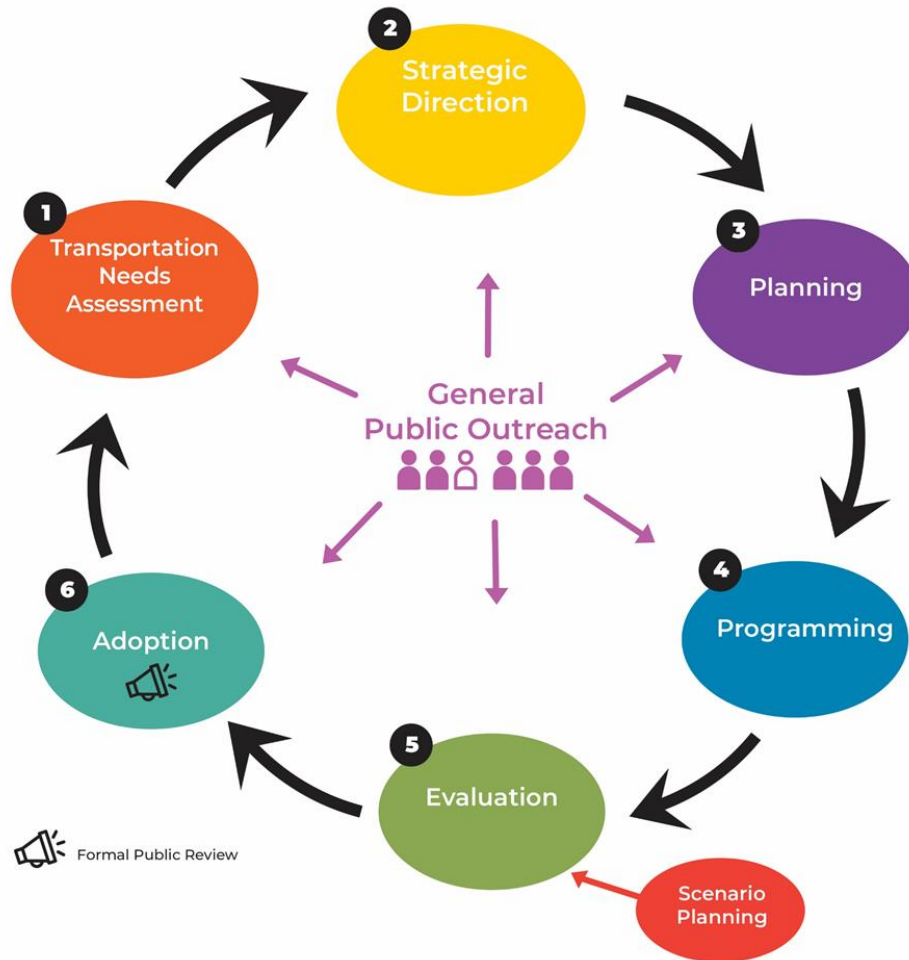 2
Strategic
Direction
1
Transportation
Needs
Assessment
3
Planning
General
Public Outreach
4
Programming
6
Adoption
5
Evaluation
Formal Public Review
Scenario
Planning